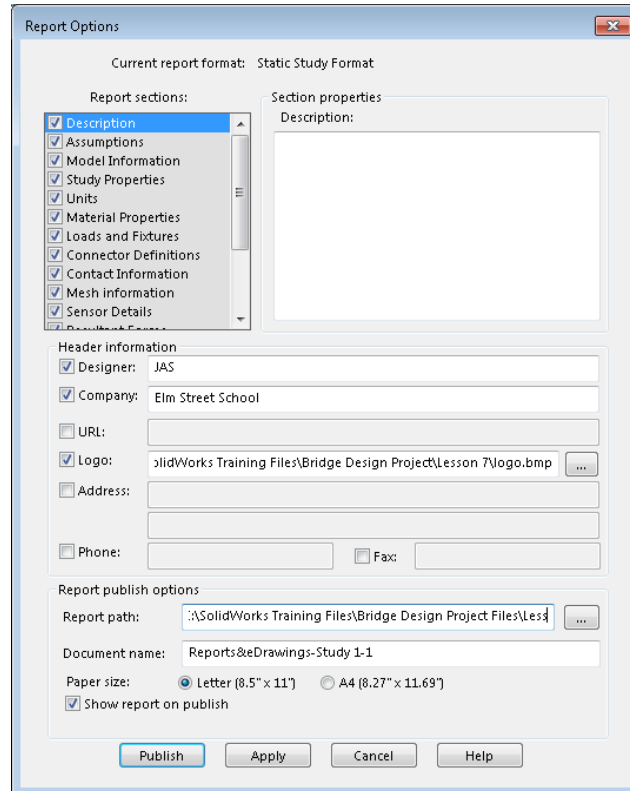 Report Options
Current report format: Static Study Format
Report sections:
Description
Assumptions
Model Information
Study Properties
Units
Material Properties
Loads and Fixtures
Connector Definitions
Contact Information
Mesh information
Sensor Details
Section properties
Description:
Header information
Designer: JAS
Company: Elm Street School
URL:
Logo: olidWorks Training Files\Bridge Design Project\Lesson 7\logo.bmp ...
Address:
Phone: Fax:
Report publish options
Report path: :\SolidWorks Training Files\Bridge Design Project Files\Less ...
Document name: Reports&eDrawings-Study 1-1
Paper size: Letter (8.5" x 11") A4 (8.27" x 11.69")
Show report on publish
Publish Apply Cancel Help